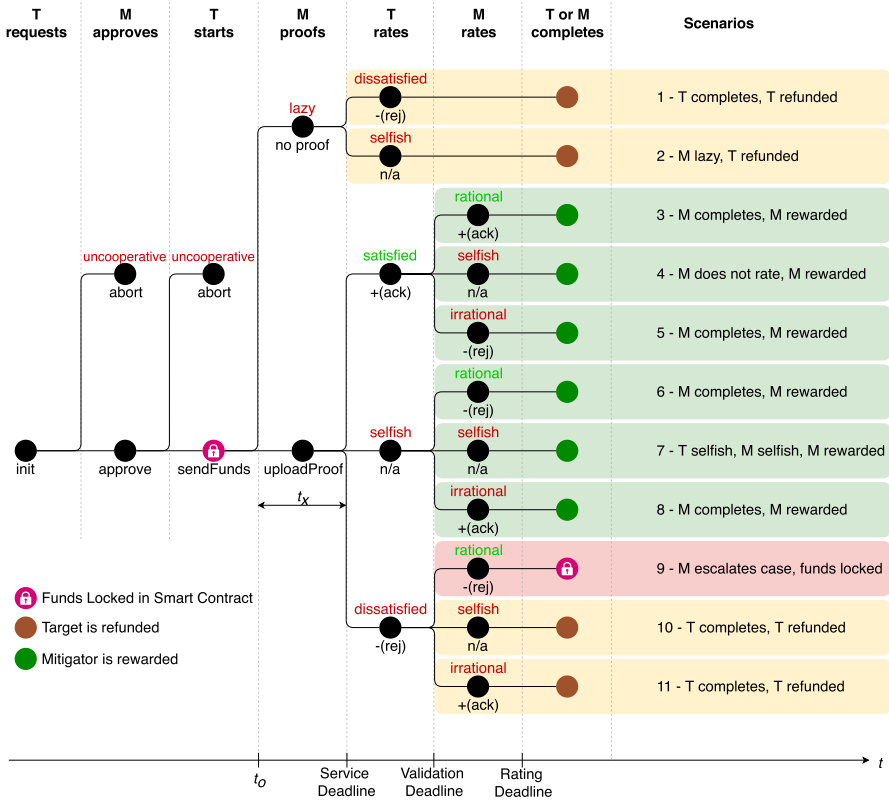 T requests
M approves
T starts
M proofs
T rates
M rates
T or M completes
Scenarios
dissatisfied
-(rej)
1 - T completes, T refunded
lazy
no proof
selfish
n/a
2 - M lazy, T refunded
rational
+(ack)
3 - M completes, M rewarded
uncooperative
abort
uncooperative
abort
satisfied
+(ack)
selfish
n/a
4 - M does not rate, M rewarded
irrational
-(rej)
5 - M completes, M rewarded
rational
-(rej)
6 - M completes, M rewarded
init
approve
sendFunds
uploadProof
selfish
n/a
selfish
n/a
7 - T selfish, M selfish, M rewarded
tx
irrational
+(ack)
8 - M completes, M rewarded
rational
-(rej)
9 - M escalates case, funds locked
dissatisfied
-(rej)
selfish
n/a
10 - T completes, T refunded
irrational
+(ack)
11 - T completes, T refunded
Funds Locked in Smart Contract
Target is refunded
Mitigator is rewarded
t
to
Service
Deadline
Validation
Deadline
Rating
Deadline